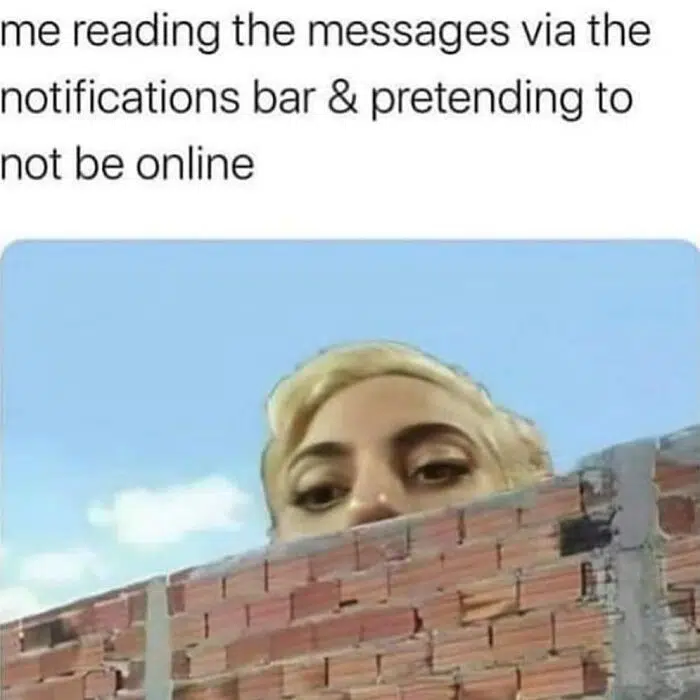 me reading the messages via the
notifications bar & pretending to
not be online